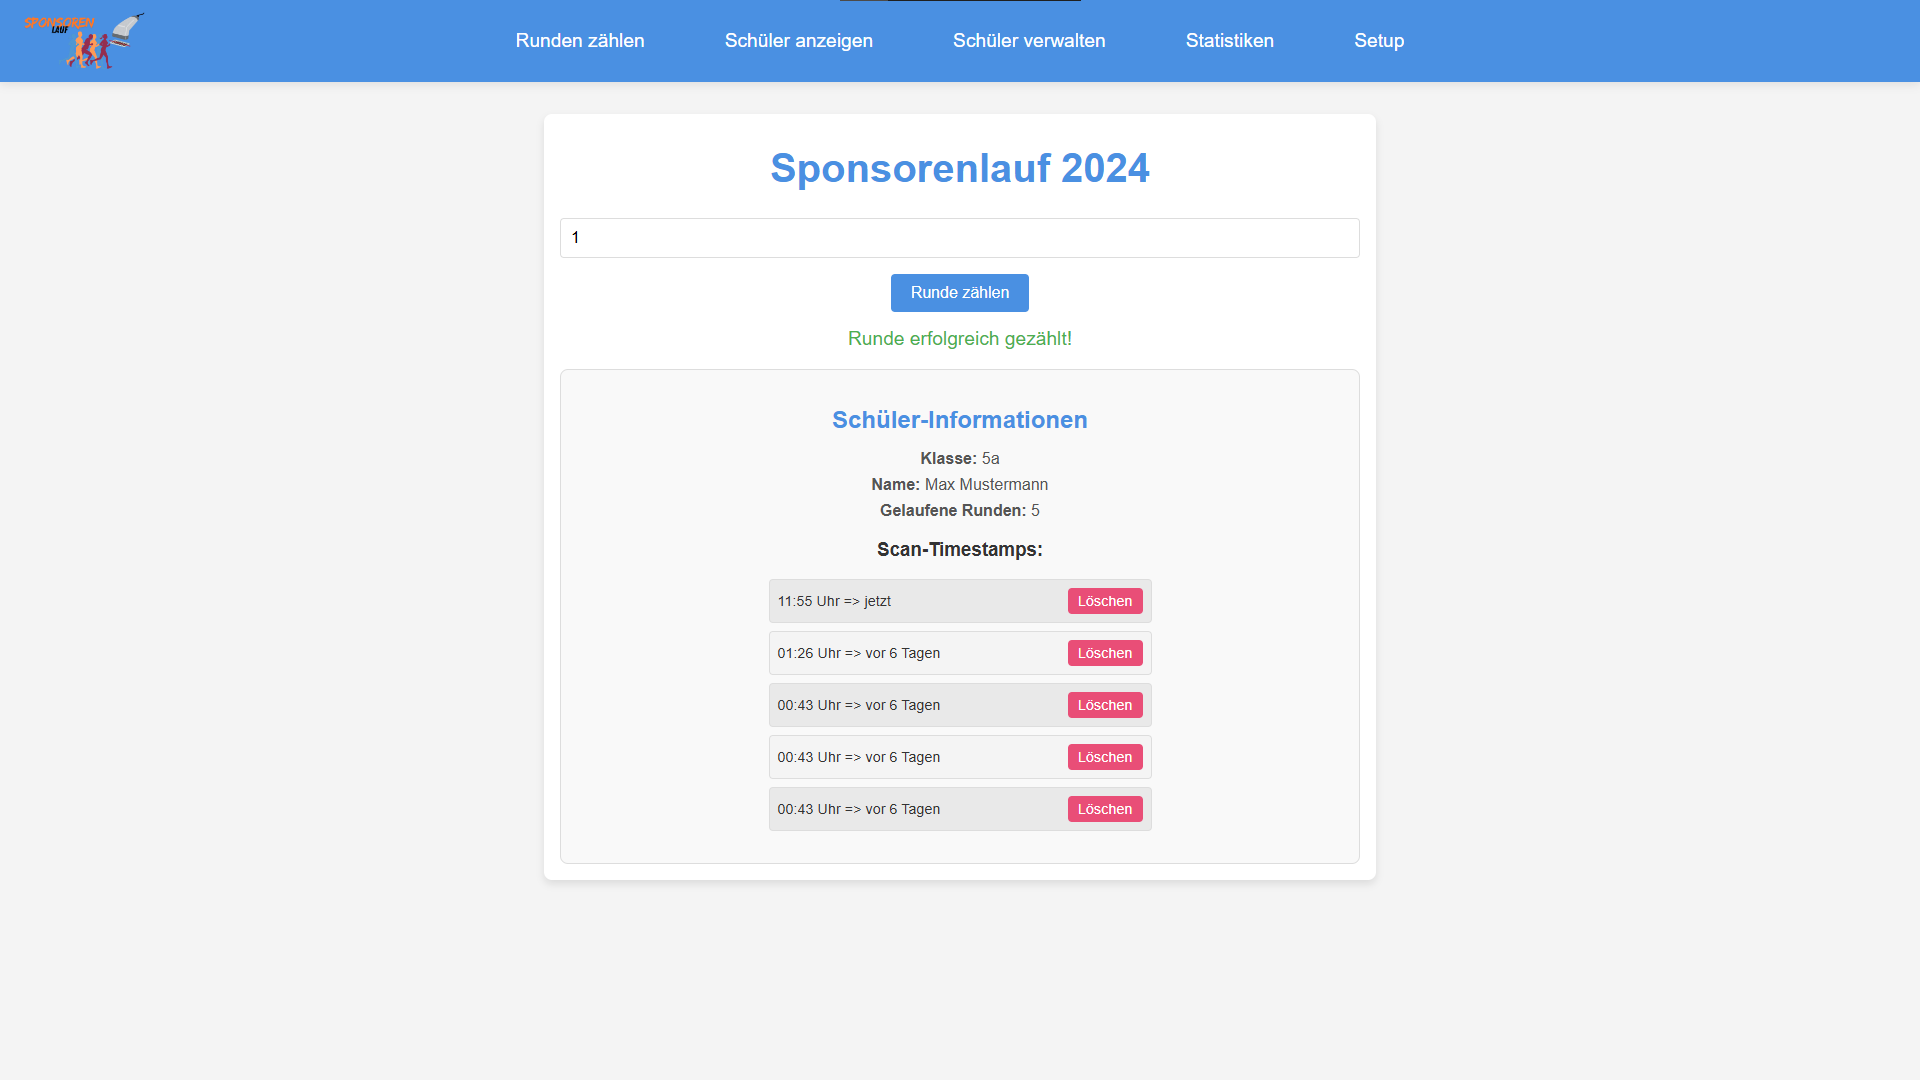 SPONSOREN
LAUF
Runden zählen
Schüler anzeigen
Schüler verwalten
Statistiken
Setup
Sponsorenlauf 2024
1
Runde zählen
Runde erfolgreich gezählt!
Schüler-Informationen
Klasse: 5a
Name: Max Mustermann
Gelaufene Runden: 5
Scan-Timestamps:
11:55 Uhr => jetzt Löschen
01:26 Uhr => vor 6 Tagen Löschen
00:43 Uhr => vor 6 Tagen Löschen
00:43 Uhr => vor 6 Tagen Löschen
00:43 Uhr => vor 6 Tagen Löschen